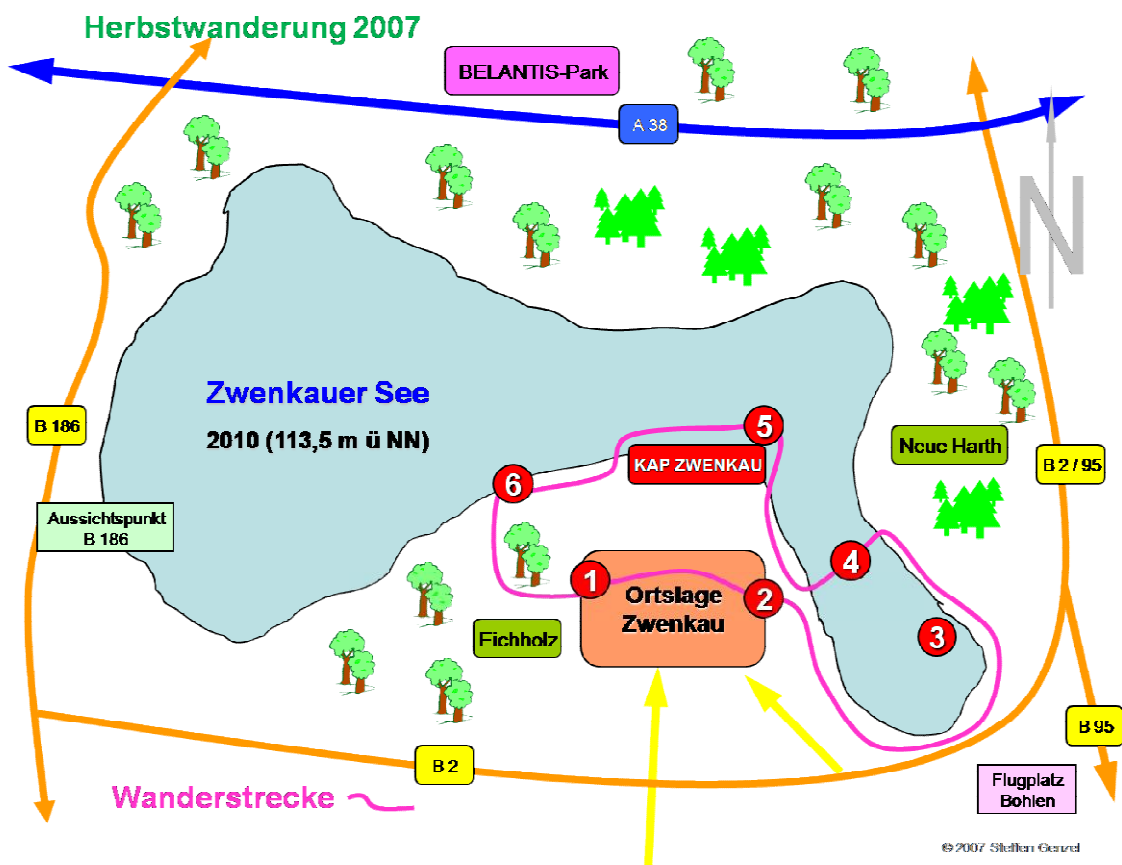 Herbstwanderung 2007
BELANTIS-Park
A 38
N
Zwenkauer See
2010 (113,5 m ü NN)
B 186
5
KAP ZWENKAU
Neue Harth
B 2 / 95
6
Aussichtspunkt
B 186
4
1
2
Ortslage
Zwenkau
3
Eichholz
B 95
B 2
Flugplatz
Böhlen
Wanderstrecke
© 2007 Steffen Genzel